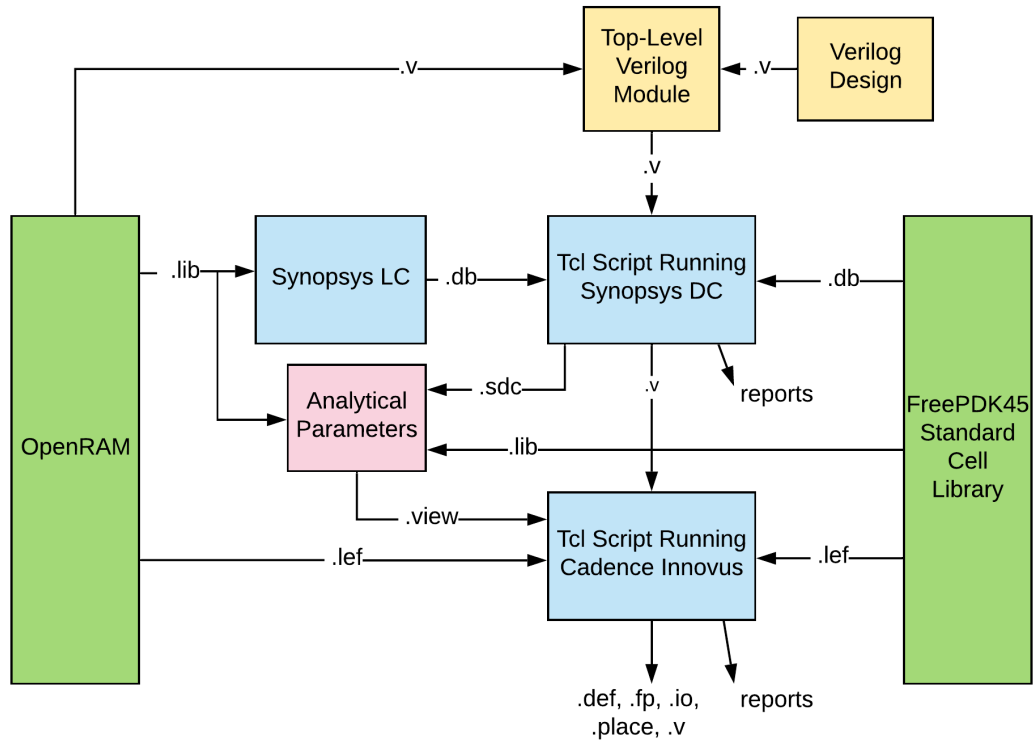 Top-Level
Verilog
Module
Verilog
Design
.v
.v
.v
OpenRAM
.lib
Synopsys LC
.db
Tcl Script Running
Synopsys DC
.db
FreePDK45
Standard
Cell
Library
Analytical
Parameters
.sdc
.v
reports
.lib
.view
Tcl Script Running
Cadence Innovus
.lef
.lef
.def, .fp, .io,
.place, .v
reports